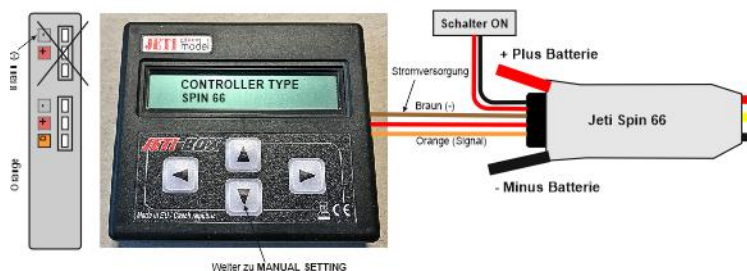 Braun (-)
-
+
-
+
Orange
JETI
model
CONTROLLER TYPE
SPIN 66
JETI-BOX
Made in EU - Czech republic
CE
Weiter zu MANUAL SETTING
Stromversorgung
Braun (-)
Orange (Signal)
Schalter ON
+ Plus Batterie
Jeti Spin 66
- Minus Batterie